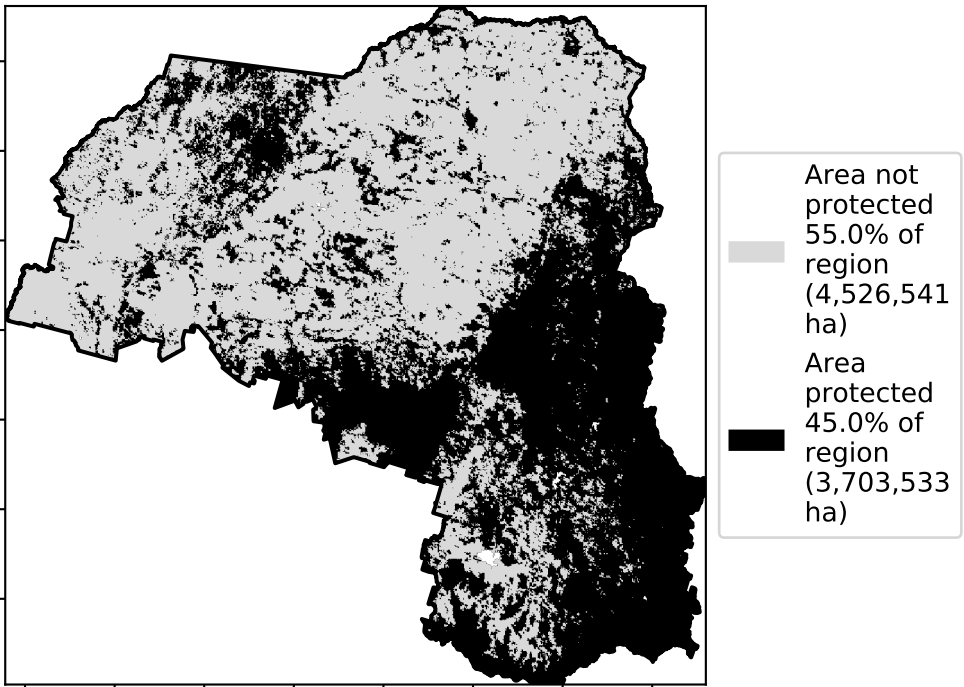 Area not
protected
55.0% of
region
(4,526,541
ha)
Area
protected
45.0% of
region
(3,703,533
ha)